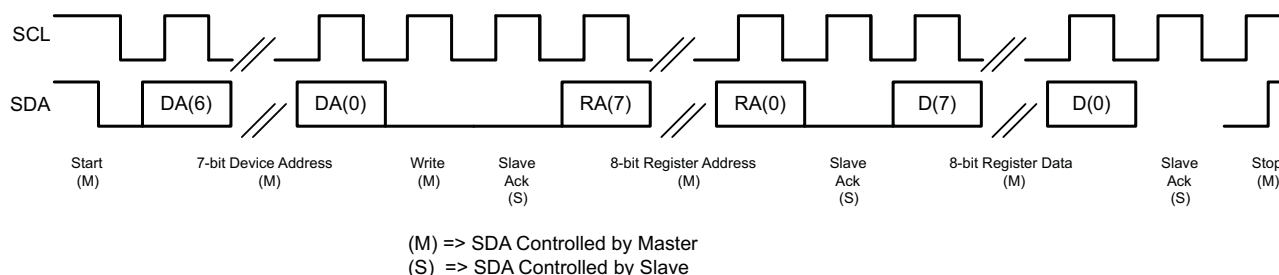 SCL
SDA
DA(6)
DA(0)
RA(7)
RA(0)
D(7)
D(0)
Start
(M)
7-bit Device Address
(M)
Write
(M)
Slave
Ack
(S)
8-bit Register Address
(M)
Slave
Ack
(S)
8-bit Register Data
(M)
Slave
Ack
(S)
Stop
(M)
(M) => SDA Controlled by Master
(S) => SDA Controlled by Slave